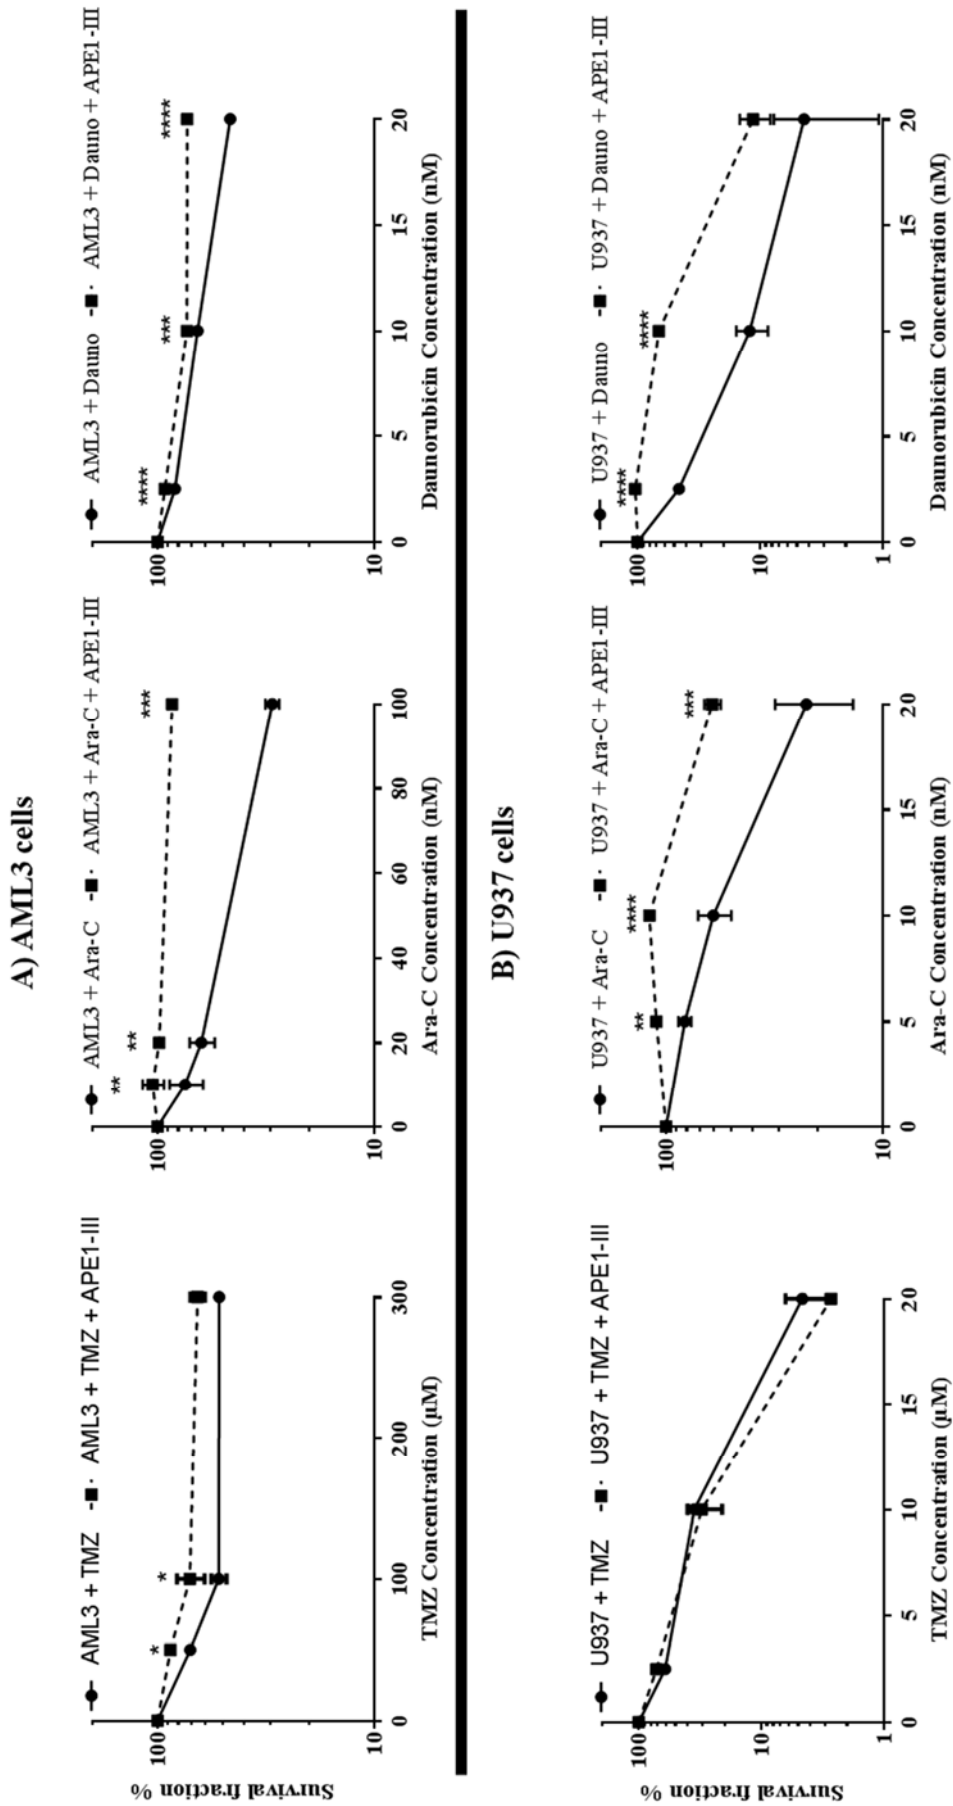 A) AML3 cells
AML3 + TMZ AML3 + TMZ + APE1-III
Survival fraction %
100
10
0 100 200 300
TMZ Concentration (µM)
*
*
AML3 + Ara-C AML3 + Ara-C + APE1-III
100
10
0 20 40 60 80 100
Ara-C Concentration (nM)
**
**
***
AML3 + Dauno AML3 + Dauno + APE1-III
100
10
0 5 10 15 20
Daunorubicin Concentration (nM)
****
***
****
B) U937 cells
U937 + TMZ U937 + TMZ + APE1-III
Survival fraction %
100
10
1
0 5 10 15 20
TMZ Concentration (µM)
U937 + Ara-C U937 + Ara-C + APE1-III
100
10
0 5 10 15 20
Ara-C Concentration (nM)
**
****
***
U937 + Dauno U937 + Dauno + APE1-III
100
10
1
0 5 10 15 20
Daunorubicin Concentration (nM)
****
****